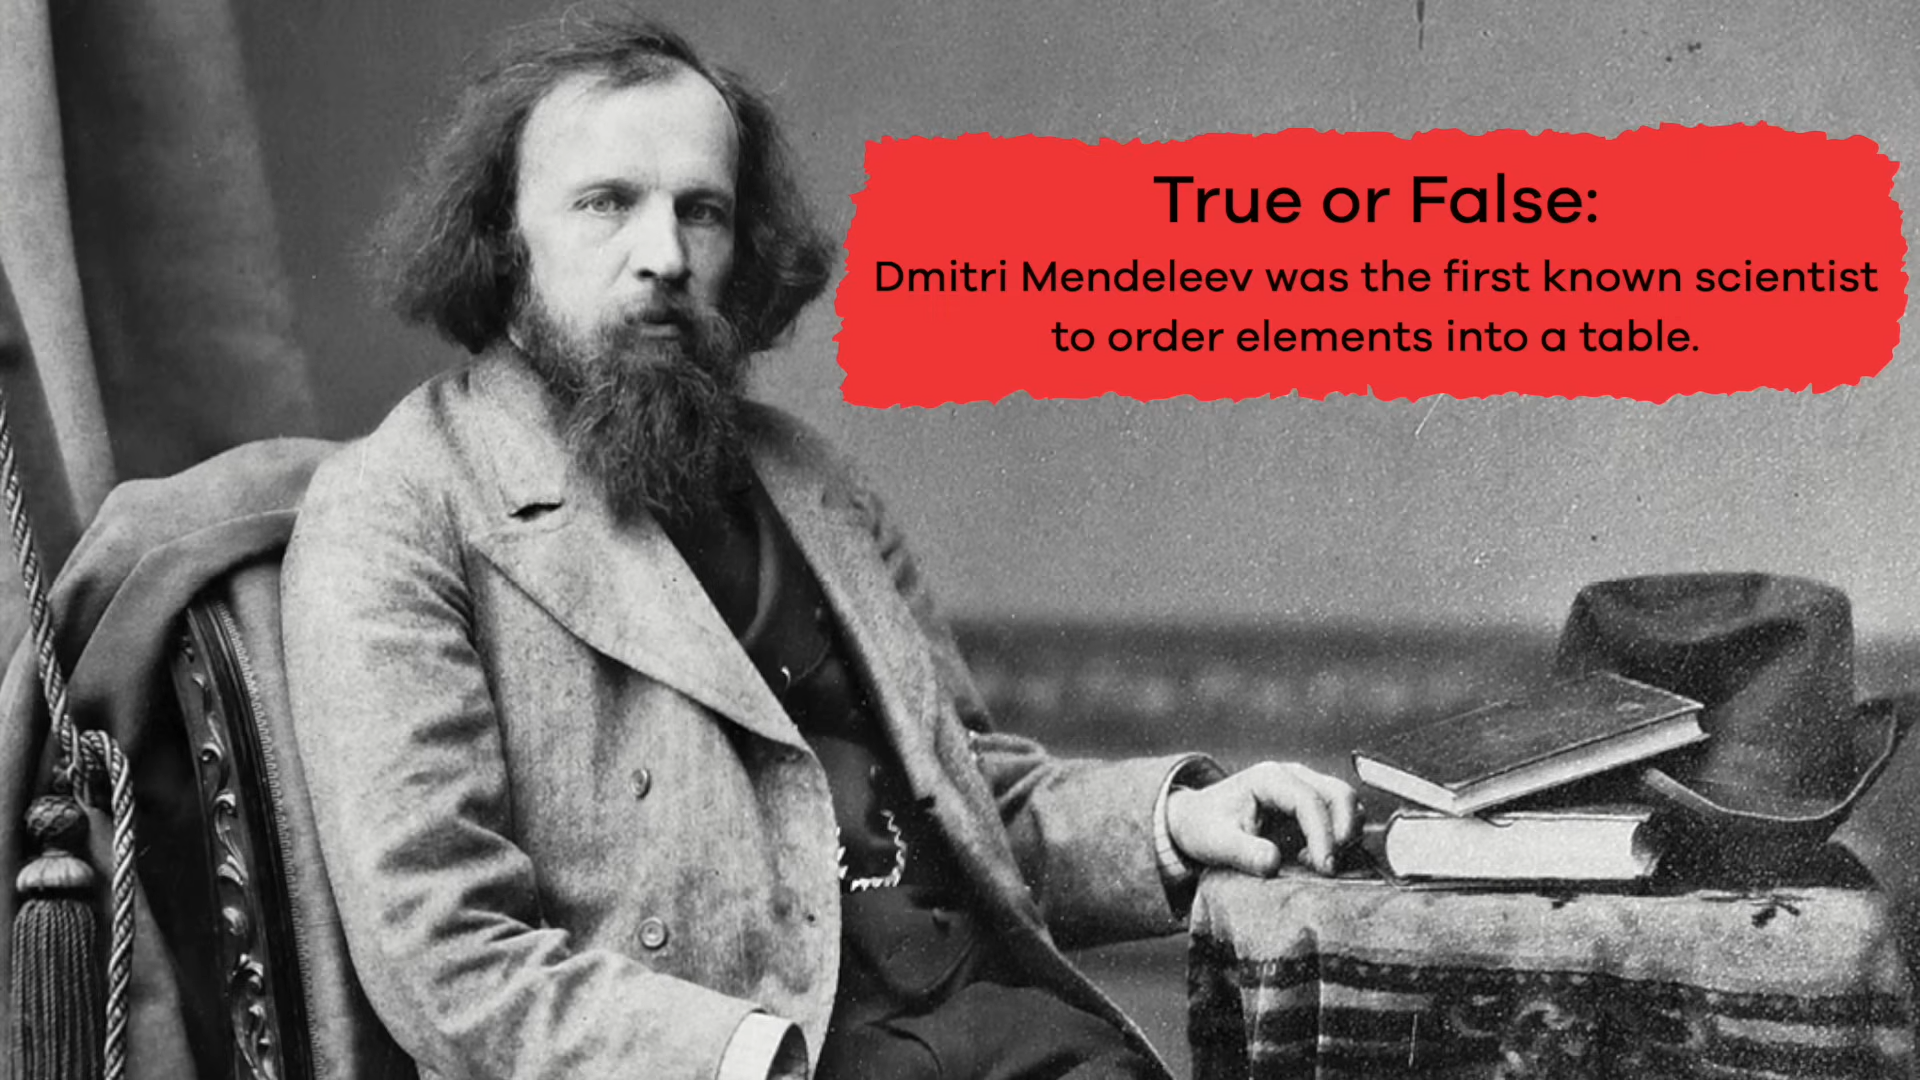 True or False:
Dmitri Mendeleev was the first known scientist
to order elements into a table.